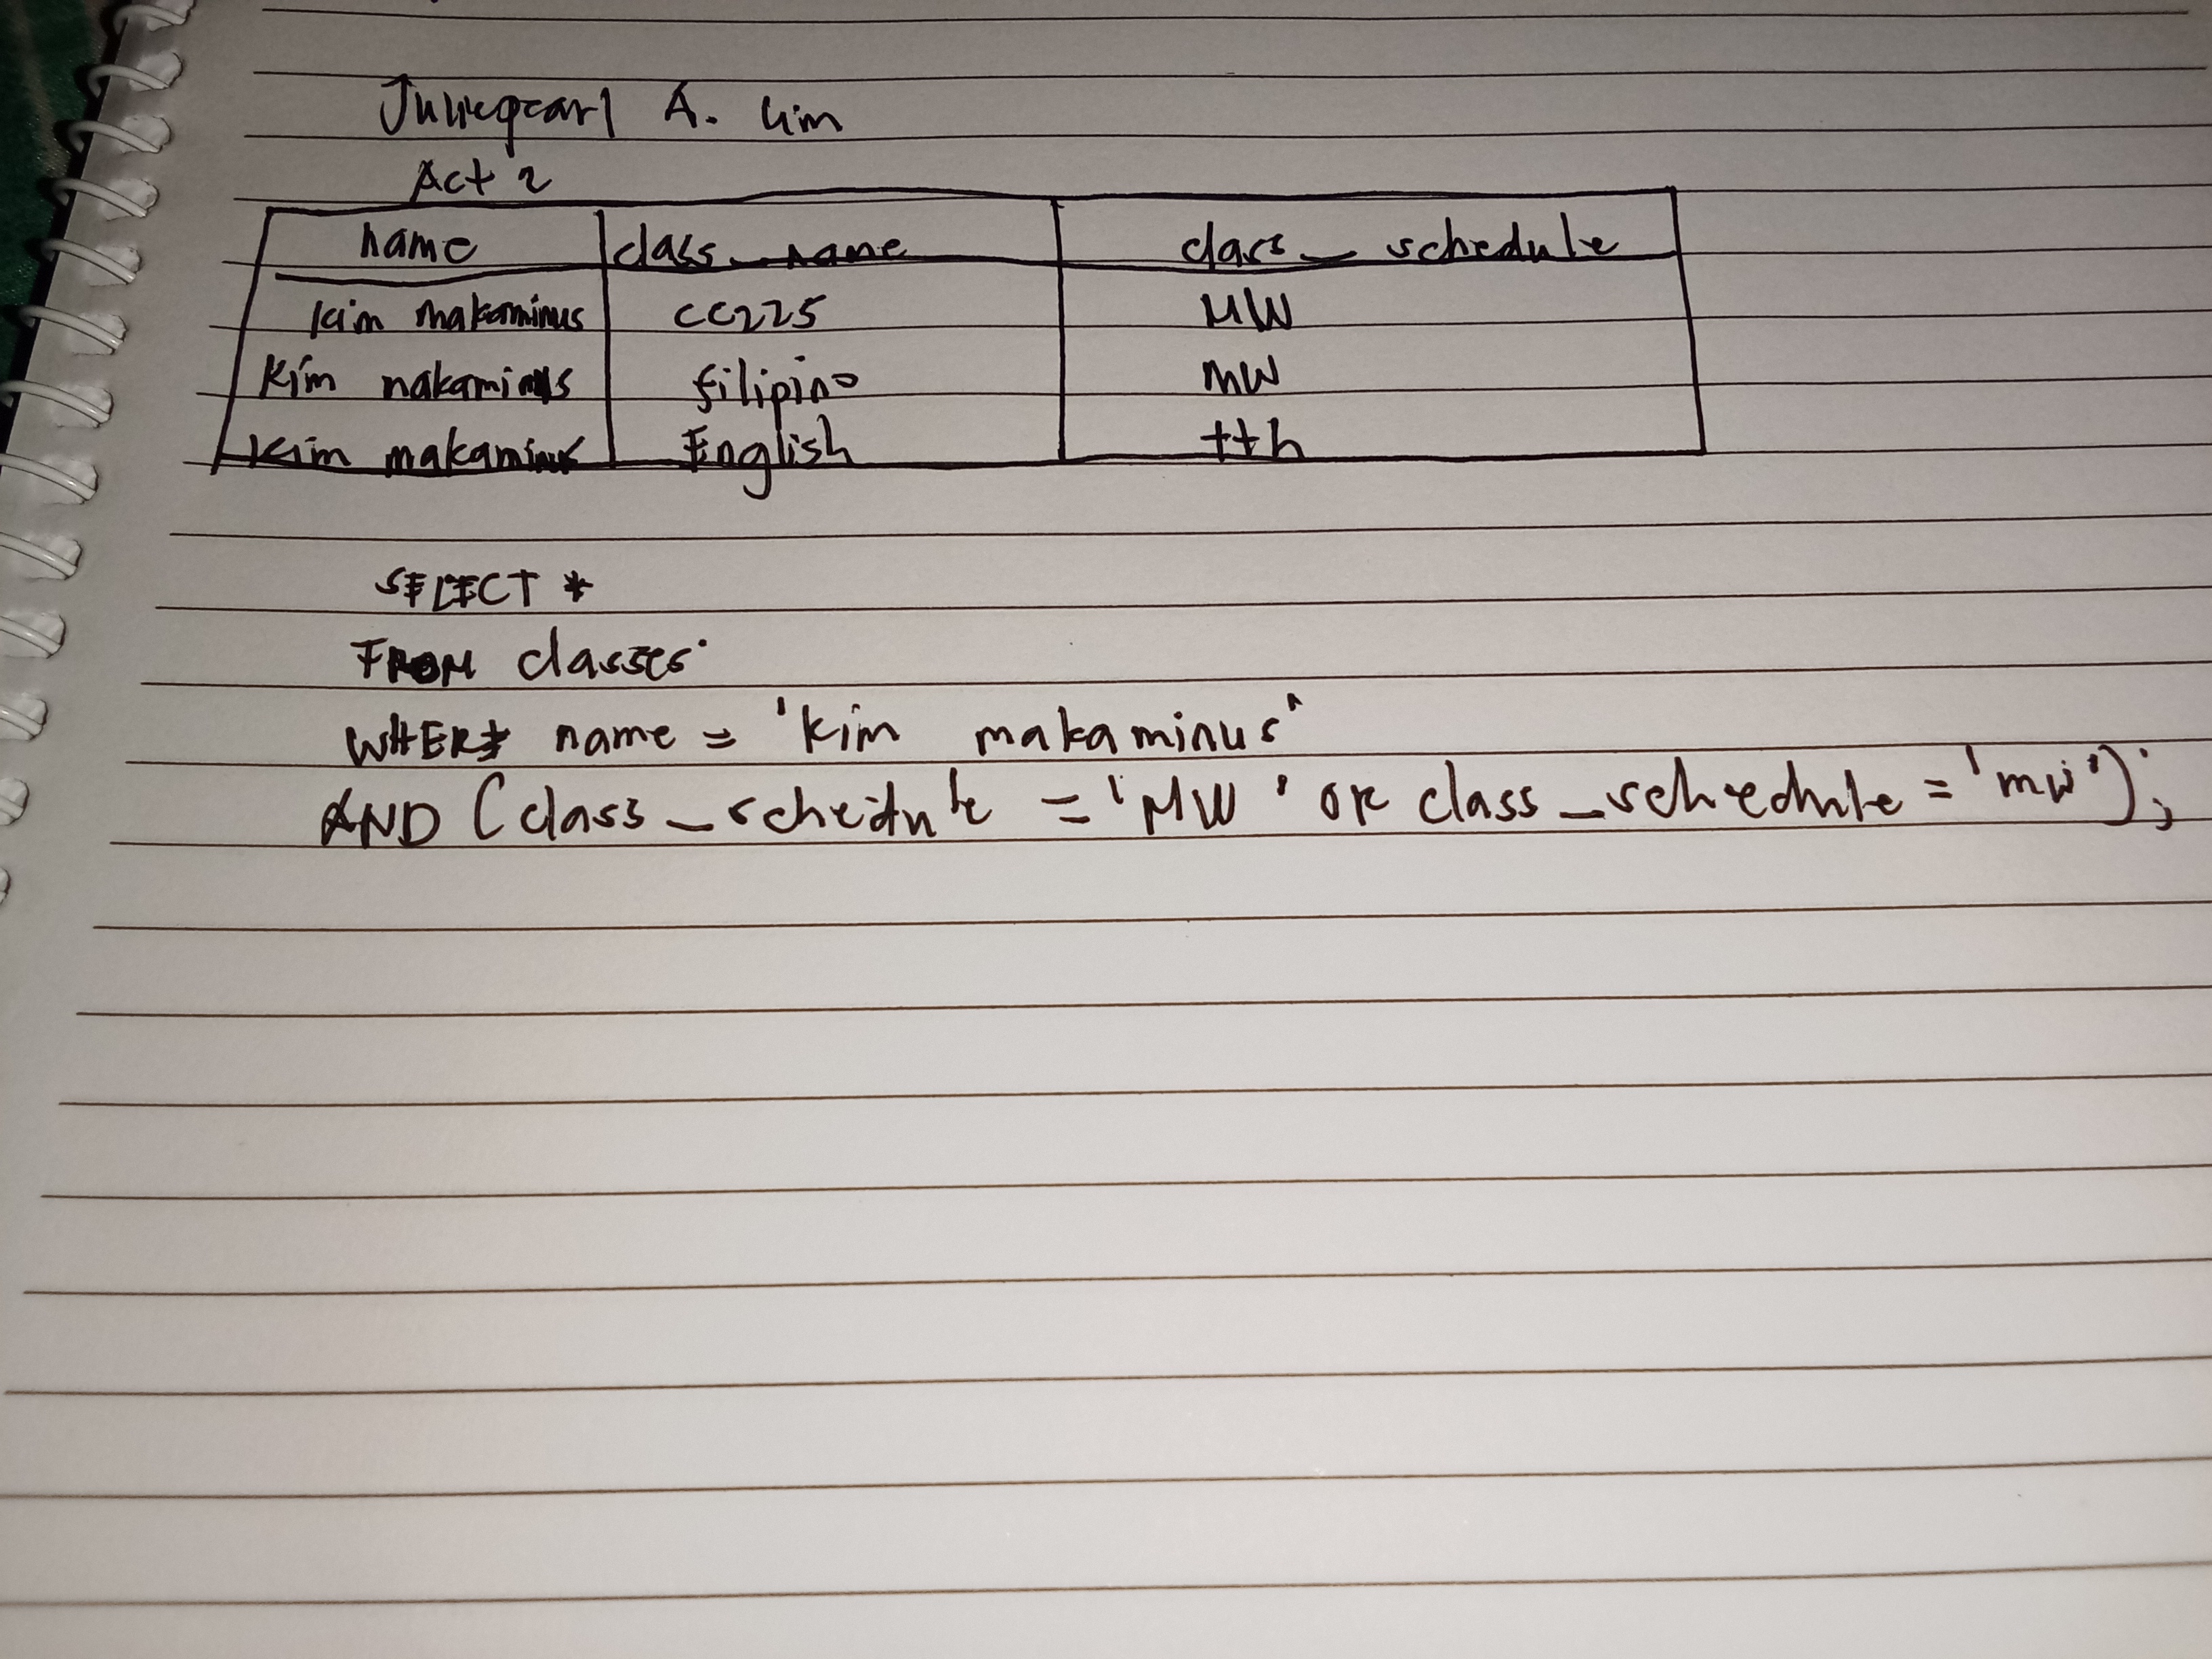 Juliepearl A. Lim
Act 2
name class_name class_schedule
kim makaminus CC225 MW
Kim nakaminus filipino mW
kim makaminus English tth
SELECT *
FROM classes
WHERE name = 'kim makaminus'
AND (class_schedule = 'MW' OR class_schedule = 'mw');